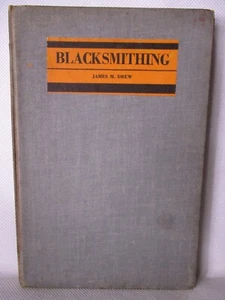 BLACKSMITHING
JAMES M. DREW